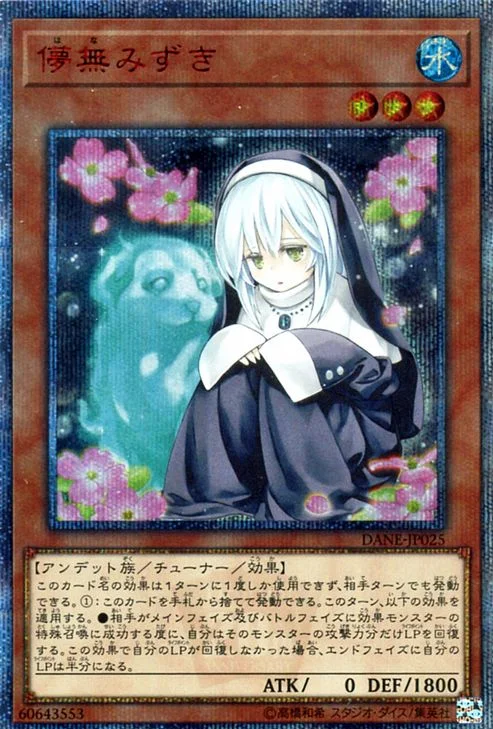 儚無みずき
水
DANE-JP025
【アンデット族／チューナー／効果】
このカード名の効果は1ターンに1度しか使用できず、相手ターンでも発動
できる。①：このカードを手札から捨てて発動できる。このターン、以下の効果を
適用する。●相手がメインフェイズ及びバトルフェイズに効果モンスターの
特殊召喚に成功する度に、自分はそのモンスターの攻撃力分だけLPを回復
する。この効果で自分のLPが回復しなかった場合、エンドフェイズに自分の
LPは半分になる。
ATK/ 0 DEF/1800
60643553
©高橋和希 スタジオ・ダイス/集英社